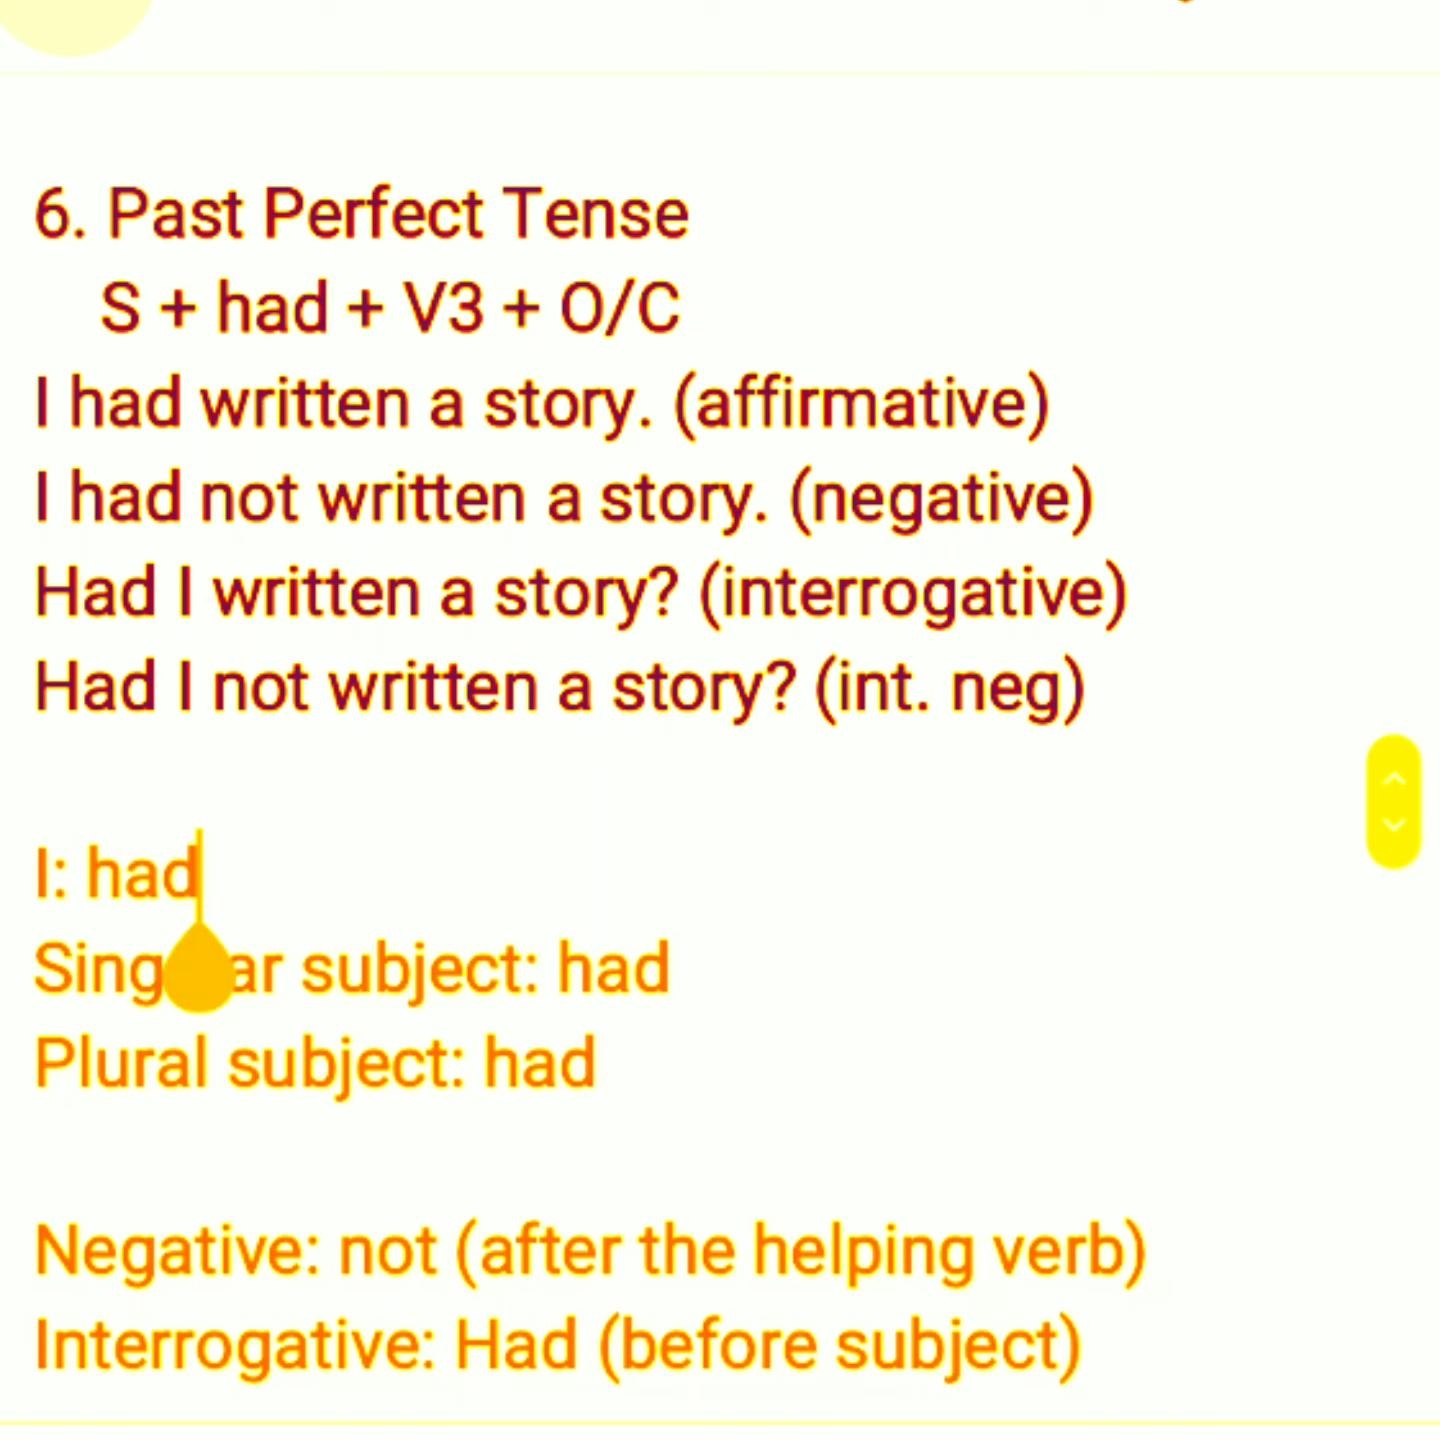 6. Past Perfect Tense
S + had + V3 + O/C
I had written a story. (affirmative)
I had not written a story. (negative)
Had I written a story? (interrogative)
Had I not written a story? (int. neg)
I: had
Singular subject: had
Plural subject: had
Negative: not (after the helping verb)
Interrogative: Had (before subject)